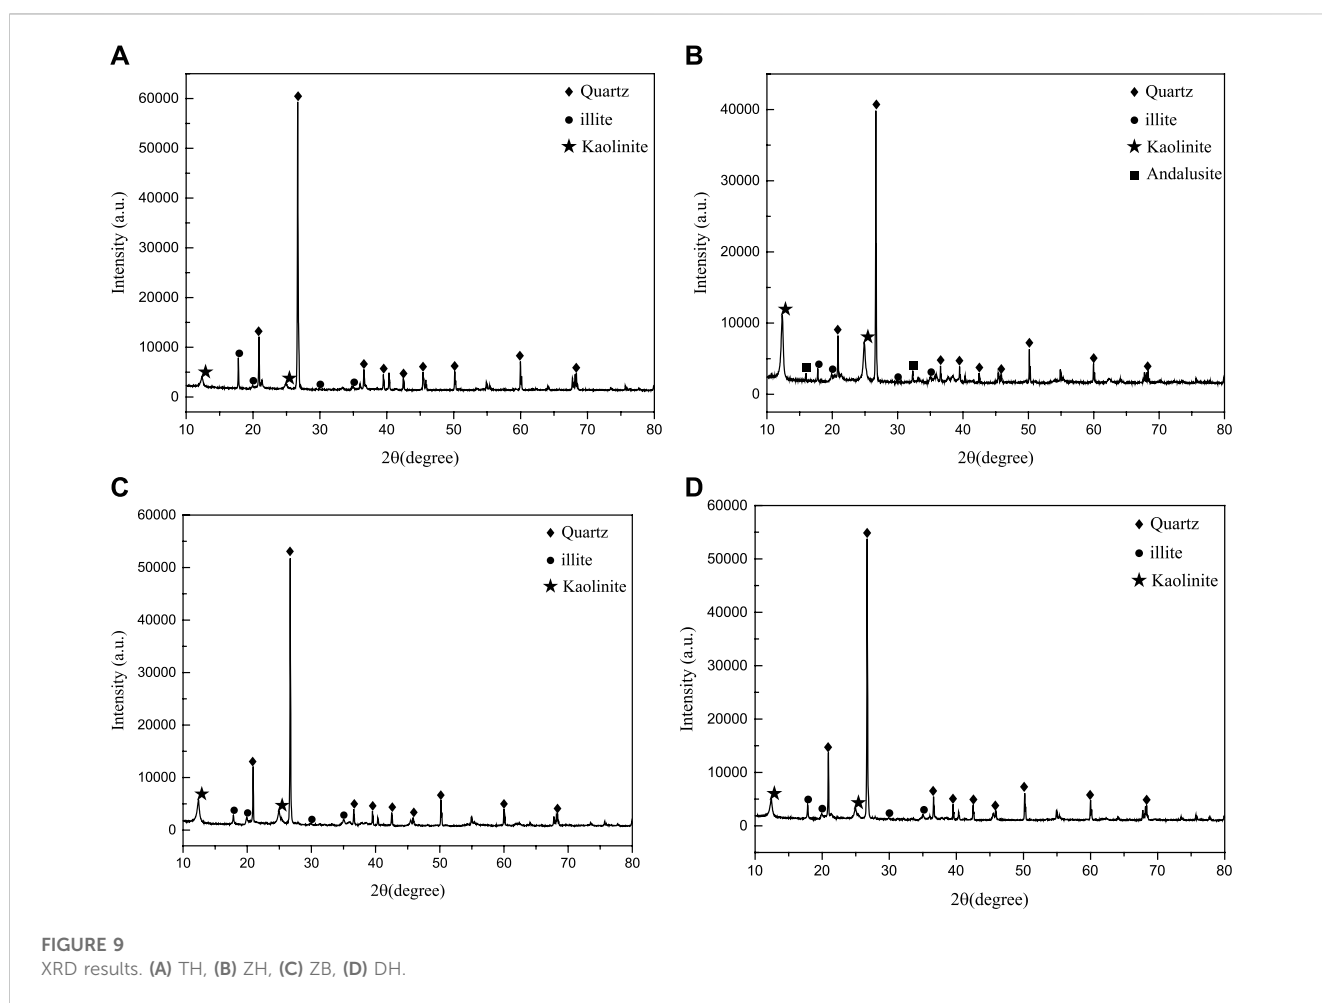 A
Quartz
illite
Kaolinite
60000
50000
40000
30000
20000
10000
0
Intensity (a.u.)
10 20 30 40 50 60 70 80
2θ(degree)
B
Quartz
illite
Kaolinite
Andalusite
40000
30000
20000
10000
0
Intensity (a.u.)
10 20 30 40 50 60 70 80
2θ(degree)
C
Quartz
illite
Kaolinite
60000
50000
40000
30000
20000
10000
0
Intensity (a.u.)
10 20 30 40 50 60 70 80
2θ(degree)
D
Quartz
illite
Kaolinite
60000
50000
40000
30000
20000
10000
0
Intensity (a.u.)
10 20 30 40 50 60 70 80
2θ(degree)
FIGURE 9
XRD results. (A) TH, (B) ZH, (C) ZB, (D) DH.